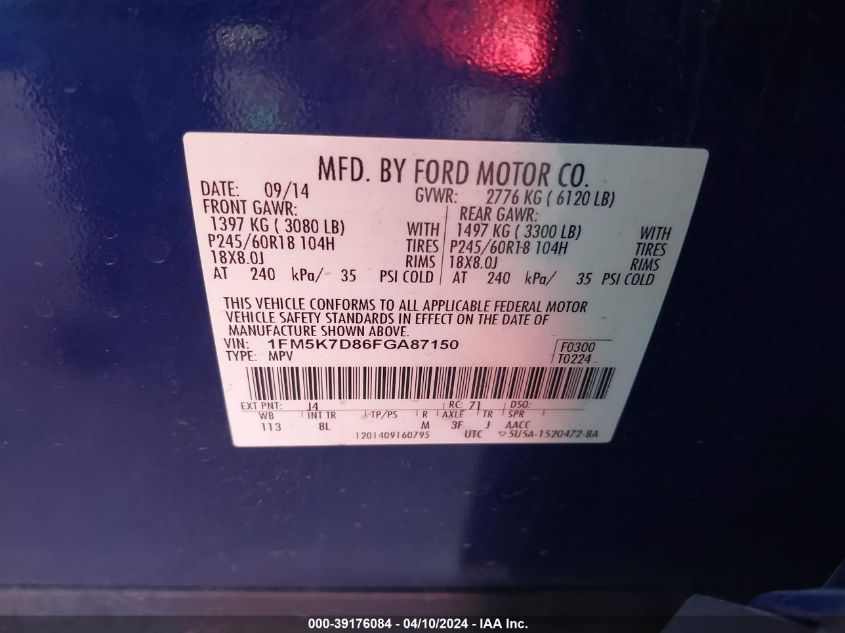 MFD. BY FORD MOTOR CO.
DATE: 09/14 GVWR: 2776 KG ( 6120 LB)
FRONT GAWR: REAR GAWR:
1397 KG ( 3080 LB) WITH 1497 KG ( 3300 LB) WITH
P245/60R18 104H TIRES P245/60R18 104H TIRES
18X8.0J RIMS 18X8.0J RIMS
AT 240 kPa/ 35 PSI COLD AT 240 kPa/ 35 PSI COLD
THIS VEHICLE CONFORMS TO ALL APPLICABLE FEDERAL MOTOR
VEHICLE SAFETY STANDARDS IN EFFECT ON THE DATE OF
MANUFACTURE SHOWN ABOVE.
VIN: 1FM5K7D86FGA87150 F0300
TYPE: MPV T0224
EXT PNT: J4 RC: 71 DSO:
WB INT TR TP/PS R AXLE TR SPR
113 8L M 3F J AACC
1201409160795 UTC 5U5A-1520472-BA
000-39176084 - 04/10/2024 - IAA Inc.